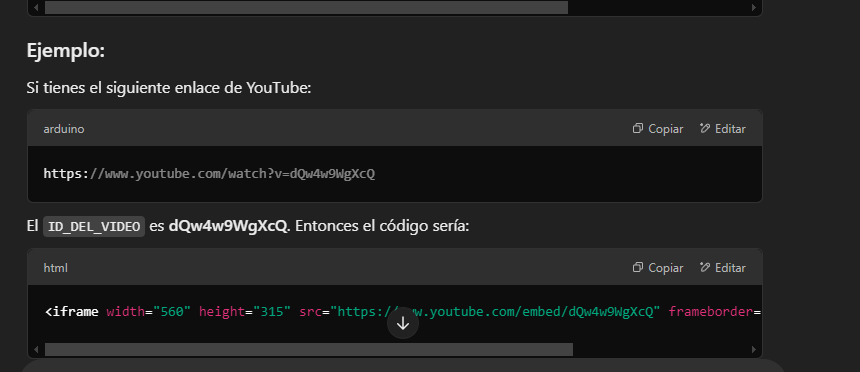 Ejemplo:
Si tienes el siguiente enlace de YouTube:
arduino Copiar Editar
https://www.youtube.com/watch?v=dQw4w9WgXcQ
El ID_DEL_VIDEO es dQw4w9WgXcQ. Entonces el código sería:
html Copiar Editar
<iframe width="560" height="315" src="https://www.youtube.com/embed/dQw4w9WgXcQ" frameborder=